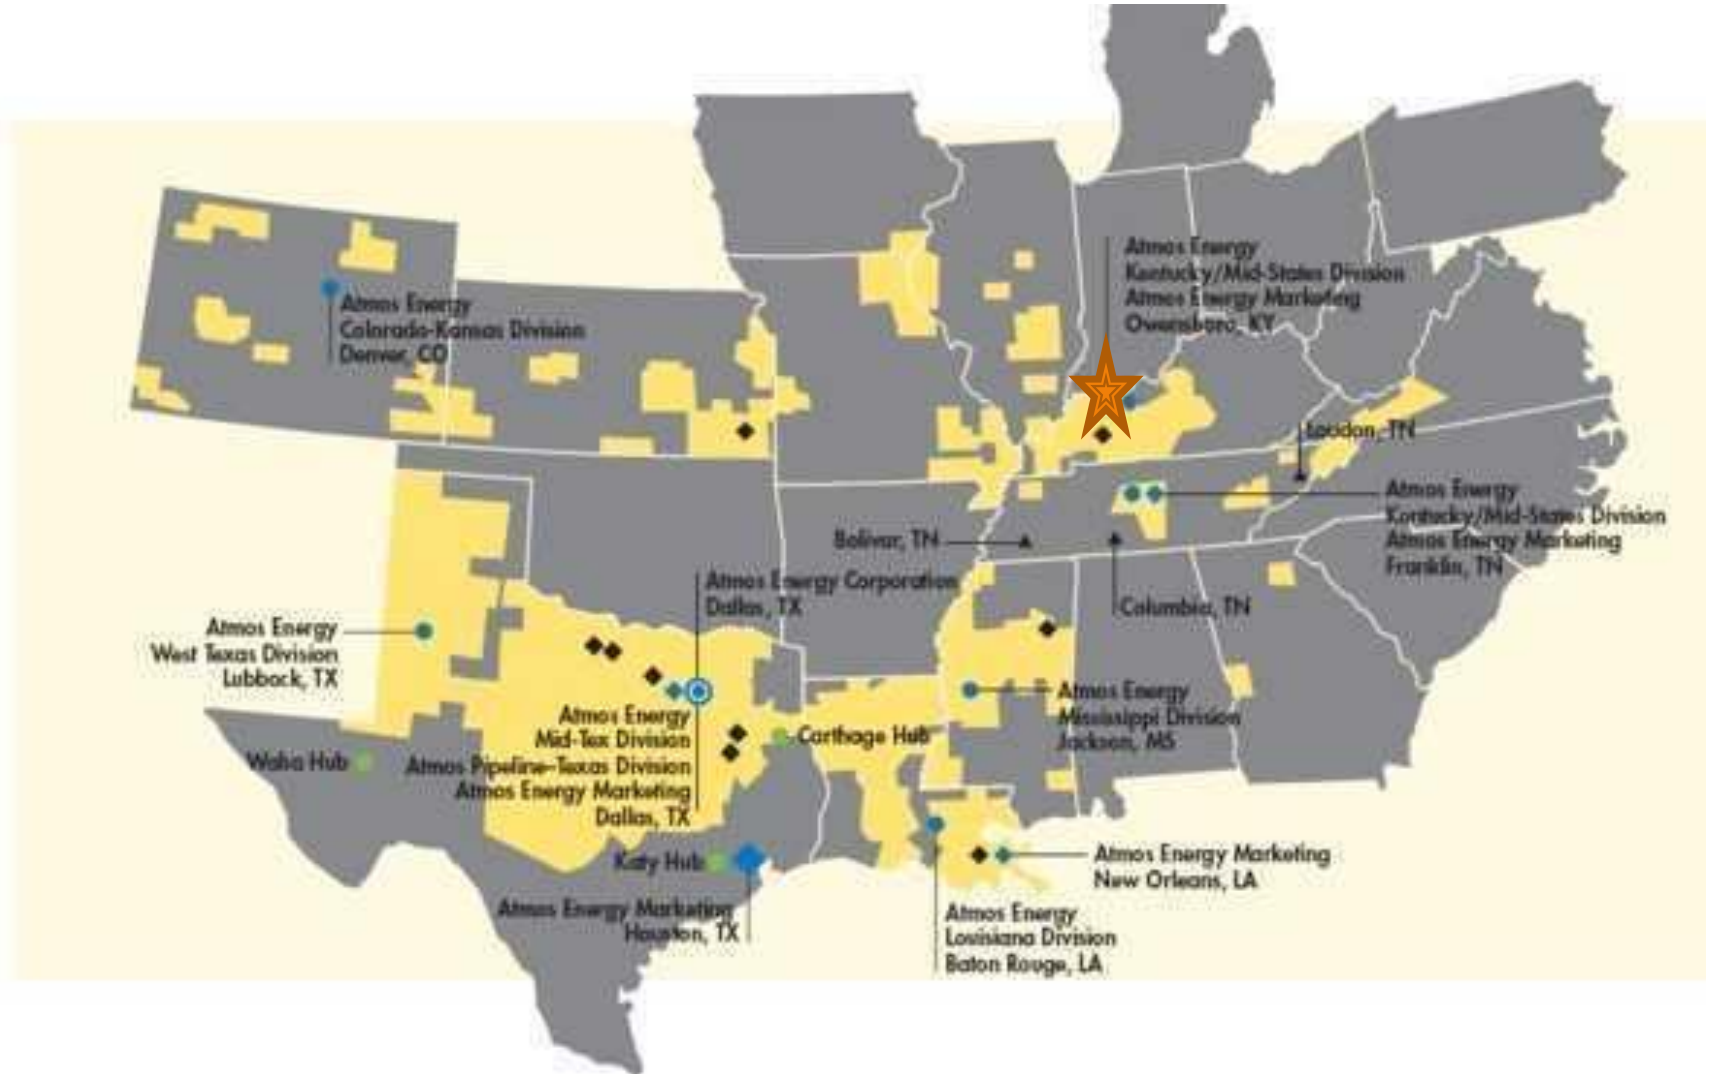 Atmos Energy
Kentucky/Mid-States Division
Atmos Energy Marketing
Owensboro, KY
Atmos Energy
Colorado-Kansas Division
Denver, CO
Loudon, TN
Atmos Energy
Kentucky/Mid-States Division
Atmos Energy Marketing
Franklin, TN
Bolivar, TN
Atmos Energy Corporation
Dallas, TX
Columbia, TN
Atmos Energy
West Texas Division
Lubbock, TX
Atmos Energy
Mississippi Division
Jackson, MS
Atmos Energy
Mid-Tex Division
Atmos Pipeline-Texas Division
Atmos Energy Marketing
Dallas, TX
Carthage Hub
Waha Hub
Katy Hub
Atmos Energy Marketing
New Orleans, LA
Atmos Energy Marketing
Houston, TX
Atmos Energy
Louisiana Division
Baton Rouge, LA